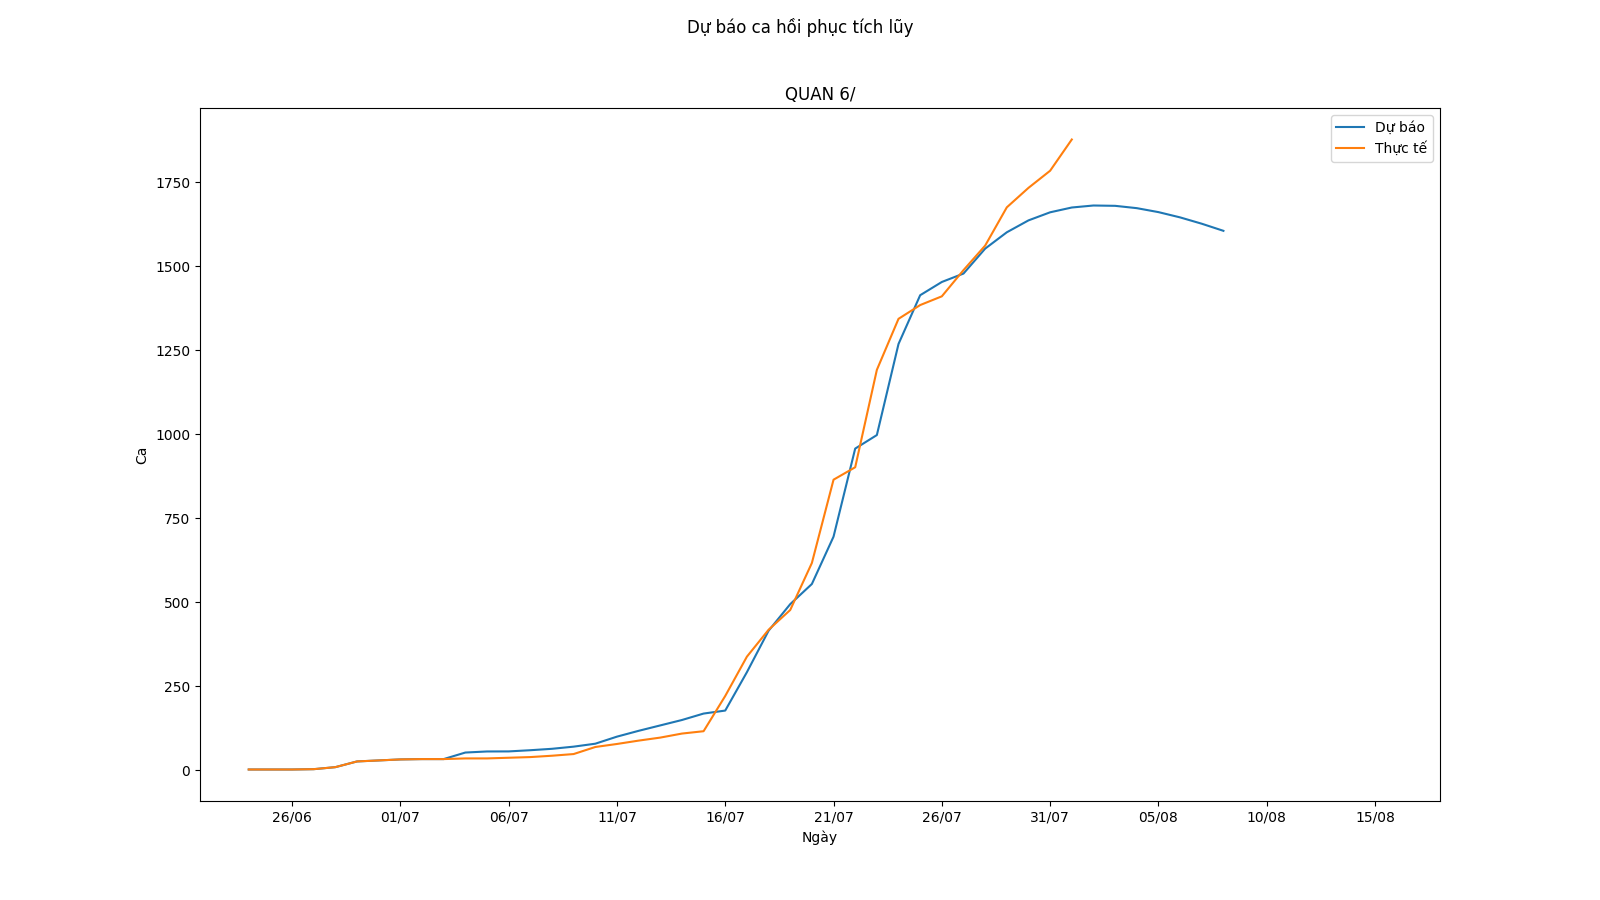 Dự báo ca hồi phục tích lũy
QUAN 6/
Dự báo
Thực tế
1750
1500
1250
1000
750
500
250
0
Ca
26/06 01/07 06/07 11/07 16/07 21/07 26/07 31/07 05/08 10/08 15/08
Ngày